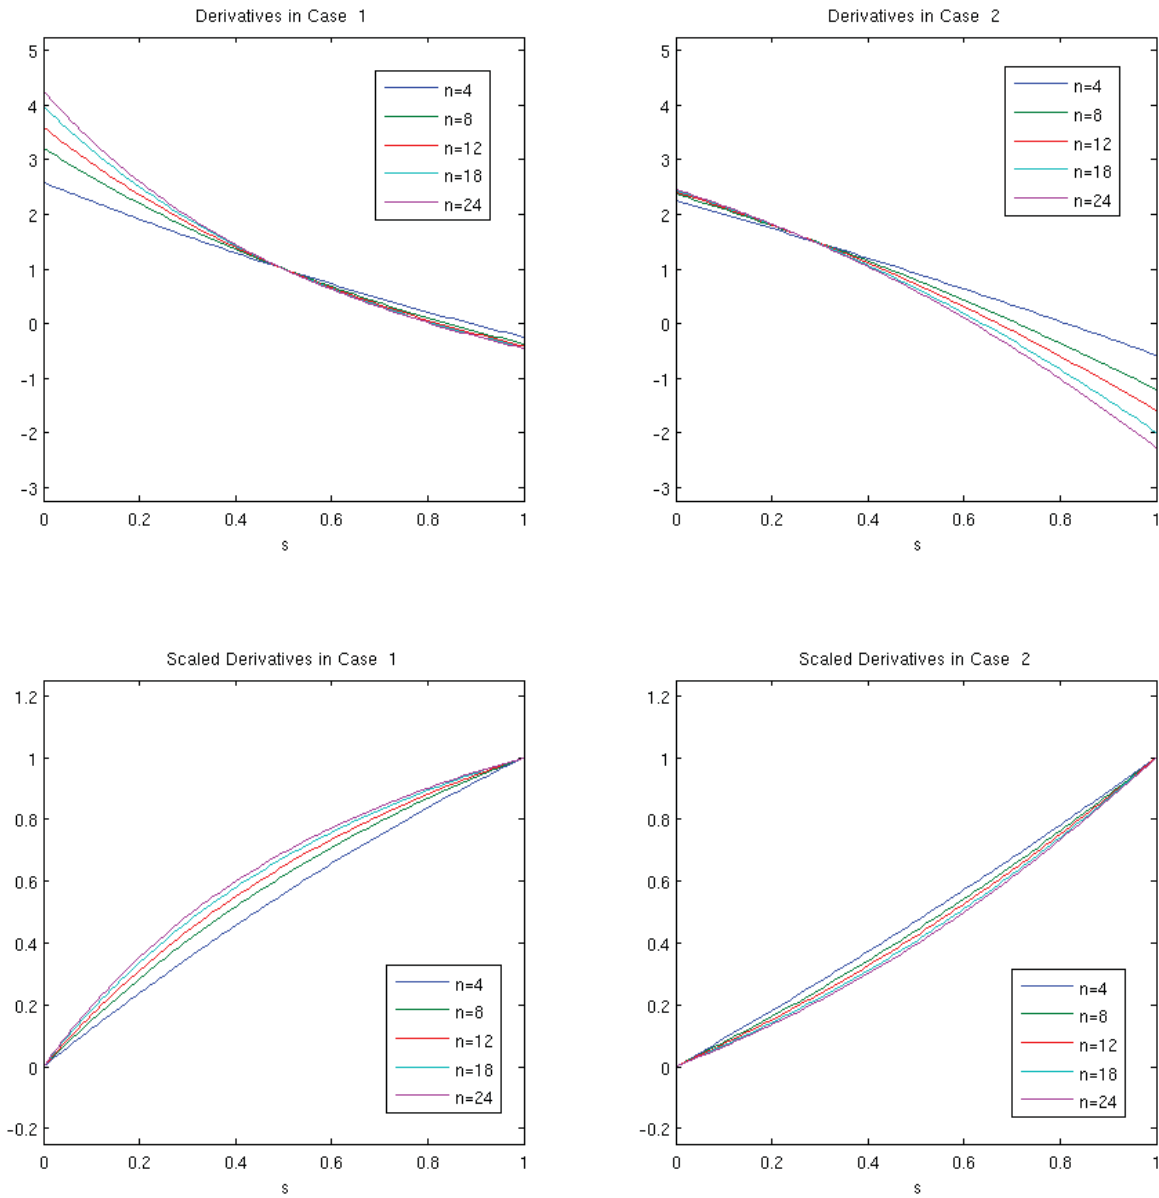 Derivatives in Case 1
5
4
3
2
1
0
-1
-2
-3
0
0.2
0.4
0.6
0.8
1
s
n=4
n=8
n=12
n=18
n=24
Derivatives in Case 2
5
4
3
2
1
0
-1
-2
-3
0
0.2
0.4
0.6
0.8
1
s
n=4
n=8
n=12
n=18
n=24
Scaled Derivatives in Case 1
1.2
1
0.8
0.6
0.4
0.2
0
-0.2
0
0.2
0.4
0.6
0.8
1
s
n=4
n=8
n=12
n=18
n=24
Scaled Derivatives in Case 2
1.2
1
0.8
0.6
0.4
0.2
0
-0.2
0
0.2
0.4
0.6
0.8
1
s
n=4
n=8
n=12
n=18
n=24